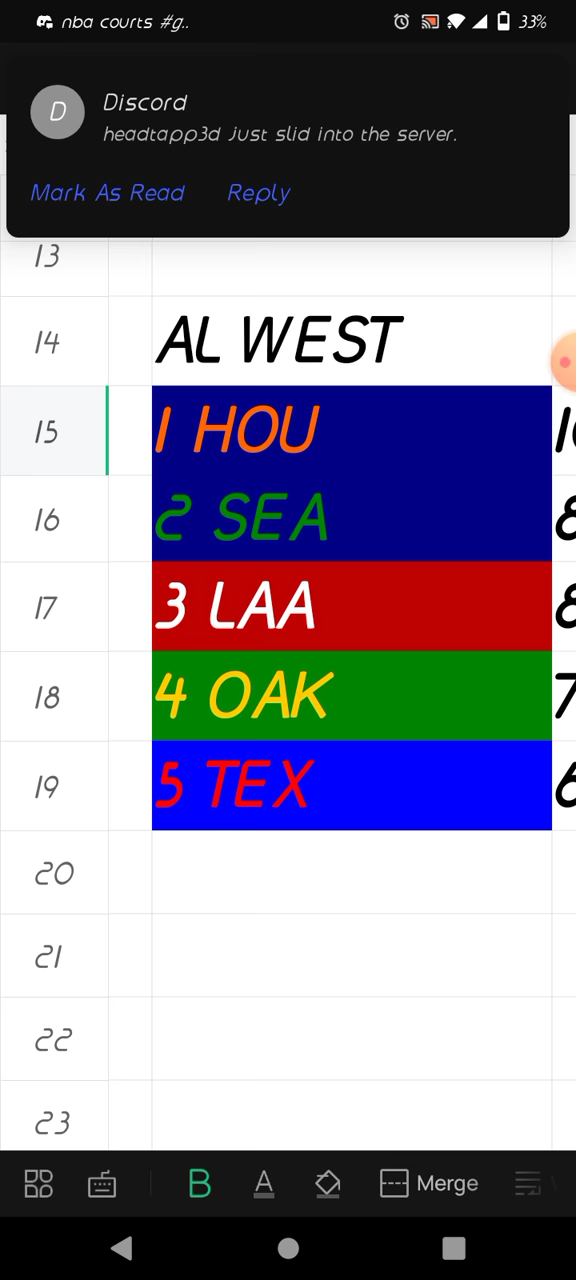 nba courts #g..
33%
D
Discord
headtapp3d just slid into the server.
Mark As Read Reply
13
14 AL WEST
15 1 HOU
16 2 SEA
17 3 LAA
18 4 OAK
19 5 TEX
20
21
22
23
B A Merge